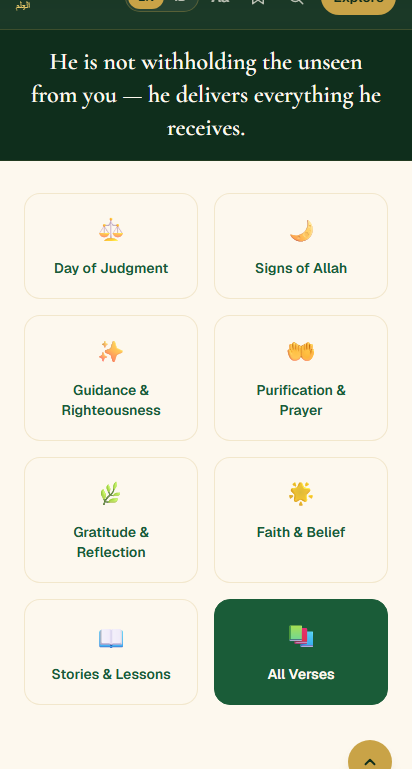 Explore
He is not withholding the unseen
from you — he delivers everything he
receives.
Day of Judgment
Signs of Allah
Guidance &
Righteousness
Purification &
Prayer
Gratitude &
Reflection
Faith & Belief
Stories & Lessons
All Verses